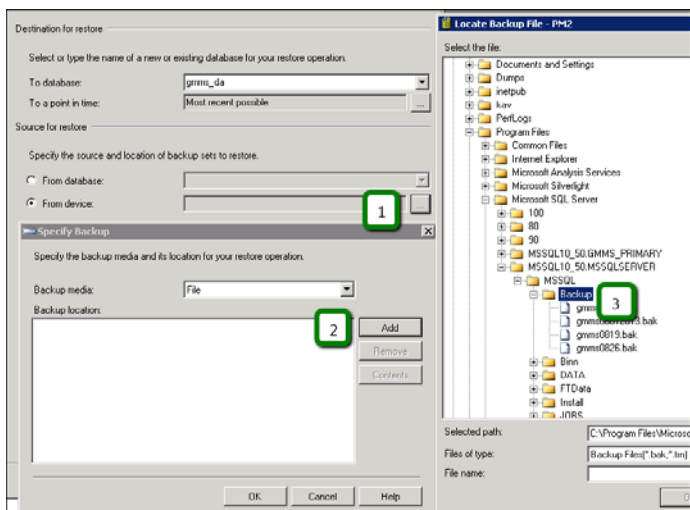 Destination for restore
Select or type the name of a new or existing database for your restore operation.
To database:
gmms_da
To a point in time:
Most recent possible
...
Source for restore
Specify the source and location of backup sets to restore.
From database:
From device:
1
...
Specify Backup
Specify the backup media and its location for your restore operation.
Backup media:
File
Backup location:
2
Add
Remove
Contents
OK
Cancel
Help
Locate Backup File - PM2
Select the file:
Documents and Settings
Dumps
inetpub
kav
PerfLogs
Program Files
Common Files
Internet Explorer
Microsoft Analysis Services
Microsoft Silverlight
Microsoft SQL Server
100
80
90
MSSQL10_50.GMMS_PRIMARY
MSSQL10_50.MSSQLSERVER
MSSQL
Backup
3
gmms0819.bak
gmms0826.bak
Binn
DATA
FTData
Install
JOBS
Selected path:
C:\Program Files\Microso
Files of type:
Backup Files(*.bak;*.trn)
File name: